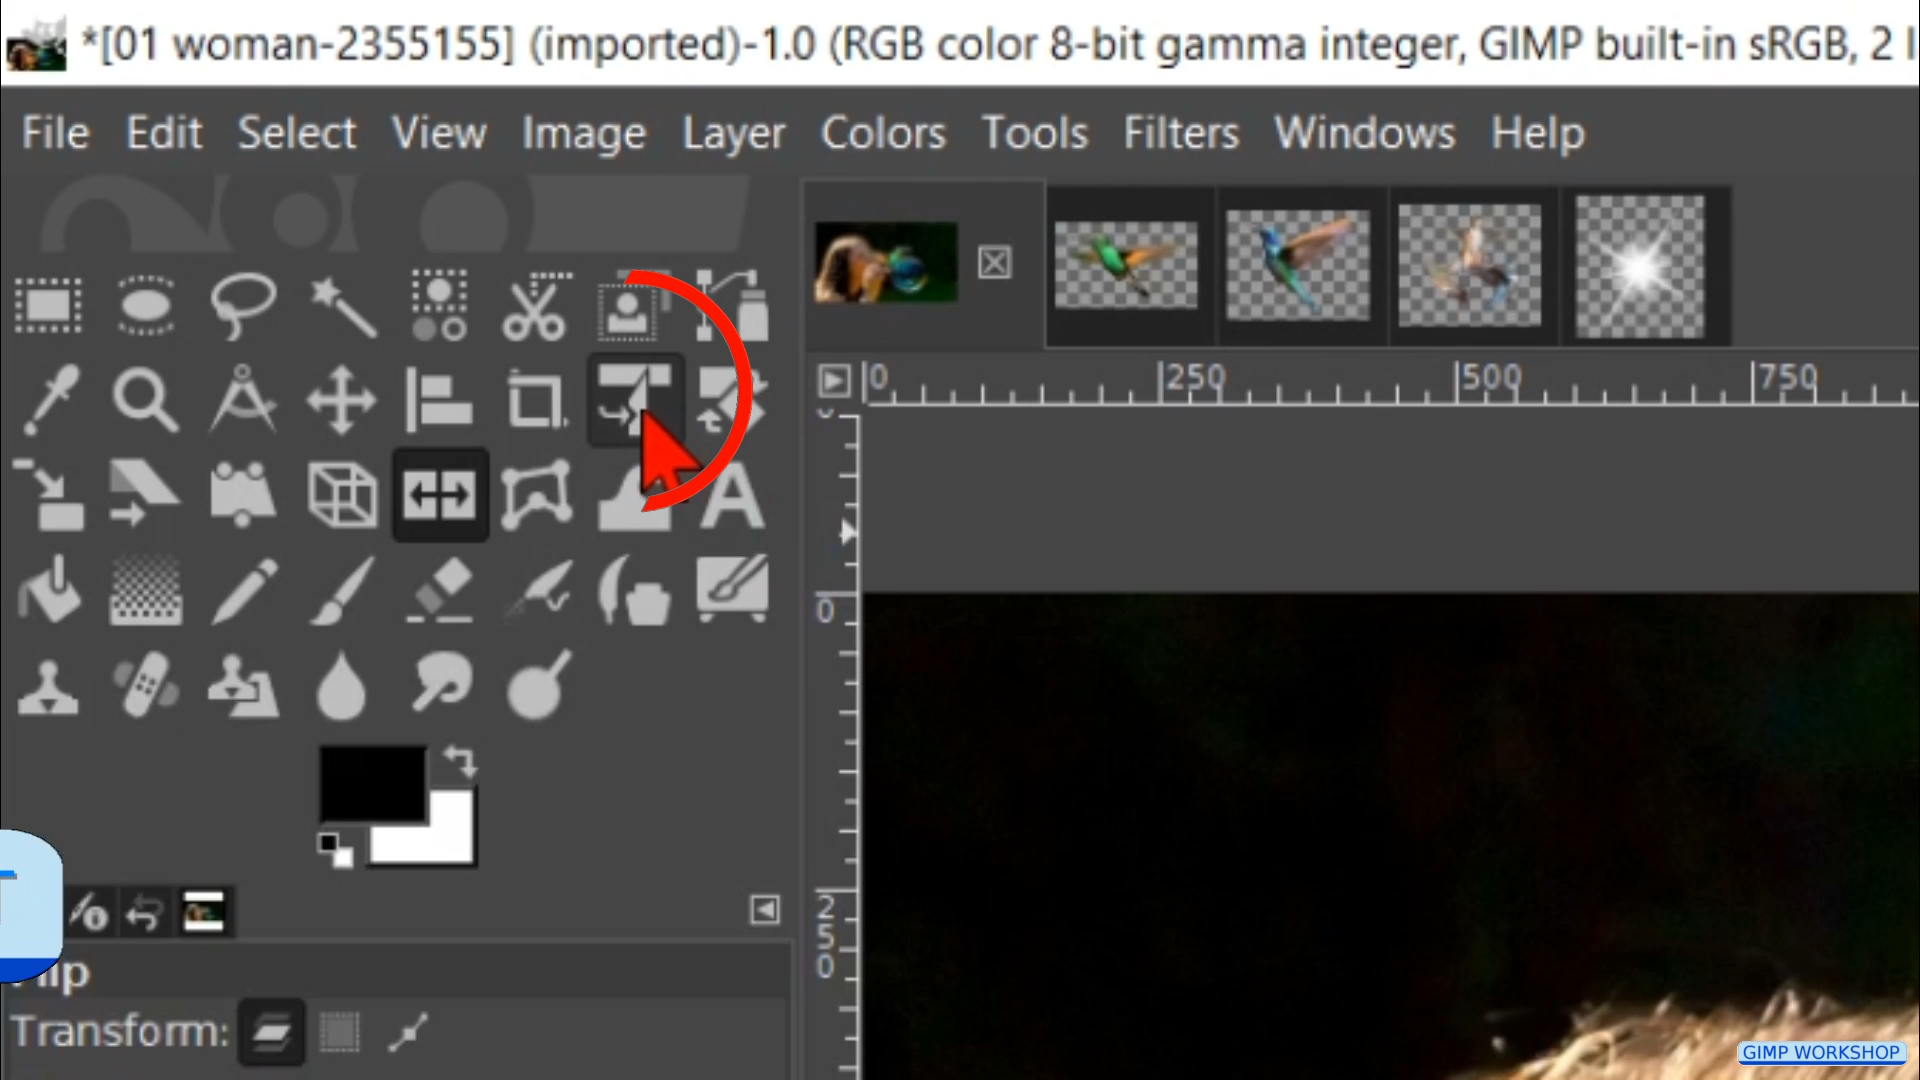 *[01 woman-2355155] (imported)-1.0 (RGB color 8-bit gamma integer, GIMP built-in sRGB, 2 l
File Edit Select View Image Layer Colors Tools Filters Windows Help
0 250 500 750
A
0
250
T
Flip
Transform:
GIMP WORKSHOP